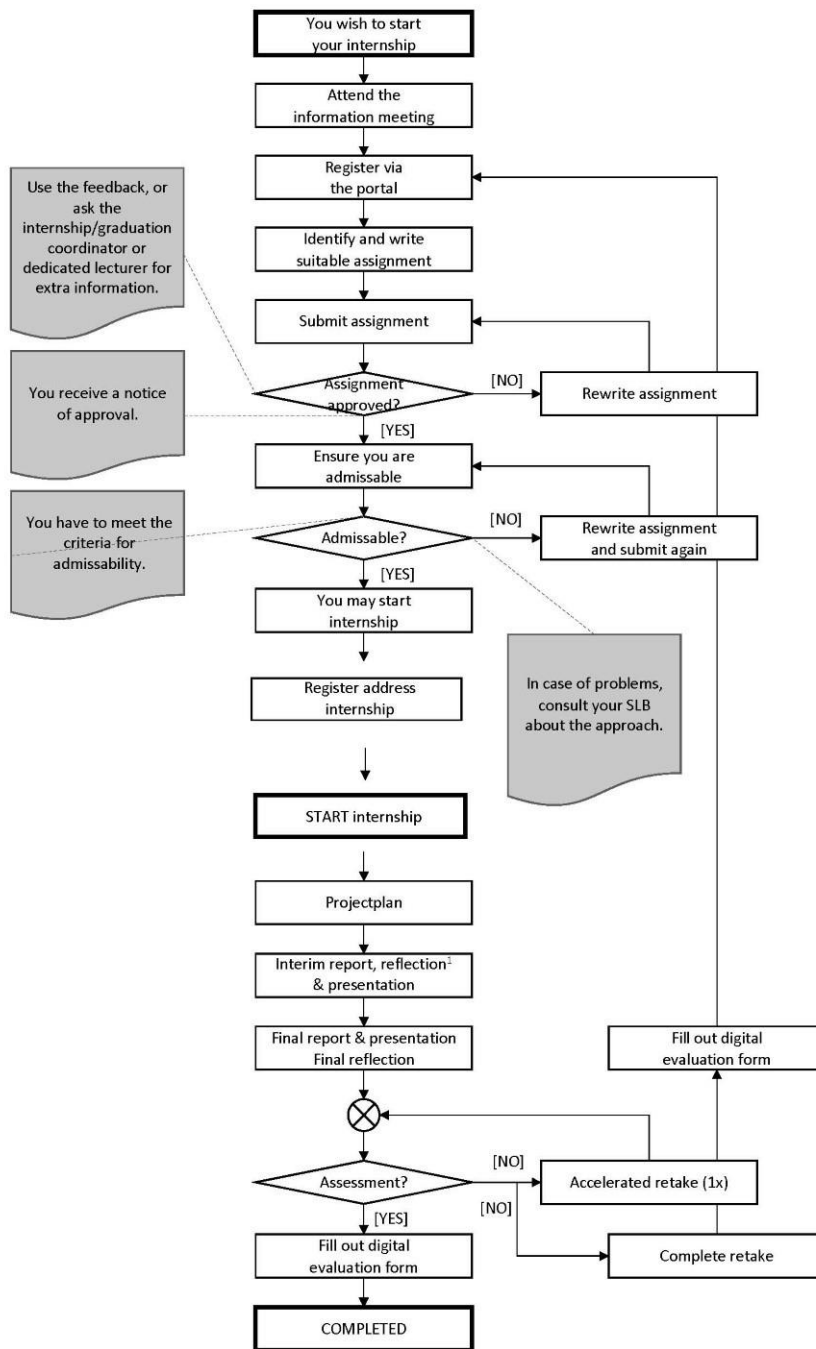 You wish to start
your internship
Attend the
information meeting
Register via
the portal
Use the feedback, or
ask the
internship/graduation
coordinator or
dedicated lecturer for
extra information.
Identify and write
suitable assignment
Submit assignment
Assignment
approved?
[NO]
Rewrite assignment
You receive a notice
of approval.
[YES]
Ensure you are
admissable
You have to meet the
criteria for
admissability.
Admissable?
[NO]
Rewrite assignment
and submit again
[YES]
You may start
internship
In case of problems,
consult your SLB
about the approach.
Register address
internship
START internship
Projectplan
Interim report, reflection¹
& presentation
Final report & presentation
Final reflection
Fill out digital
evaluation form
Assessment?
[NO]
Accelerated retake (1x)
[NO]
Complete retake
[YES]
Fill out digital
evaluation form
COMPLETED